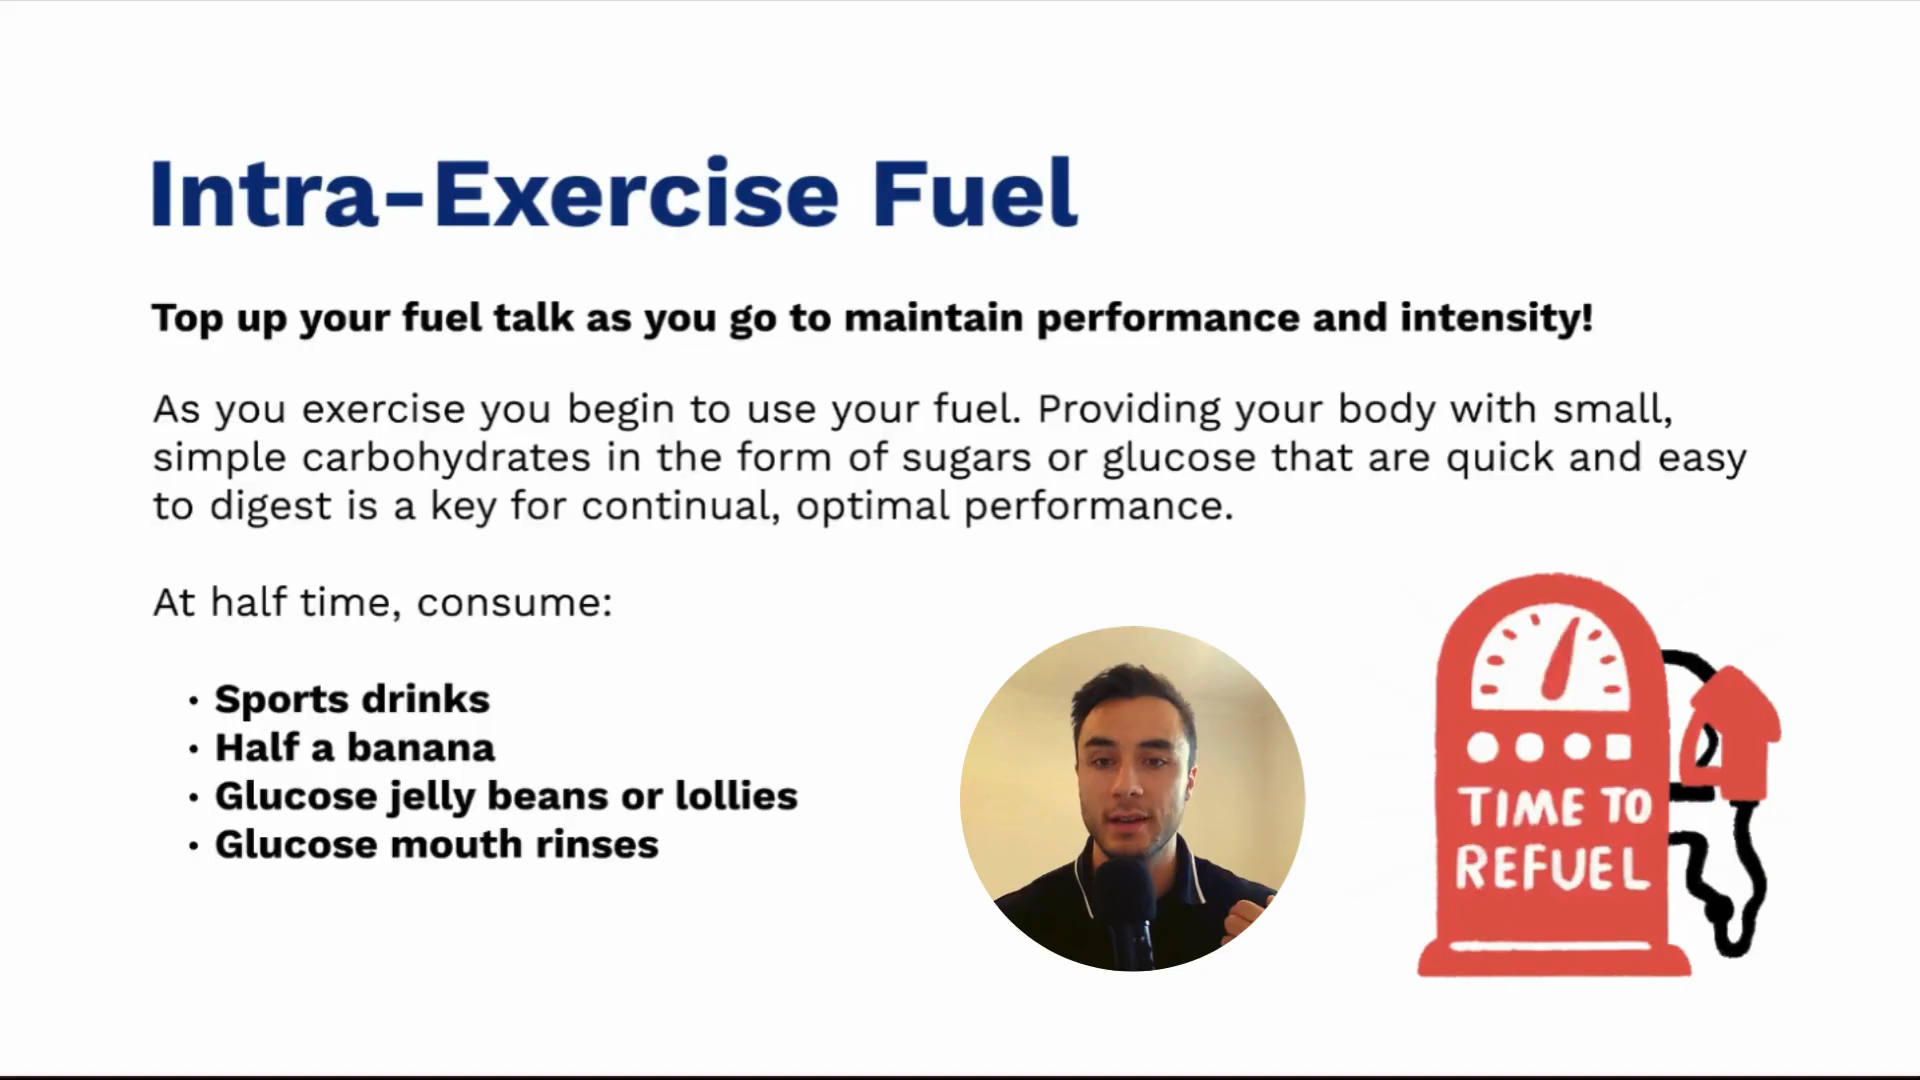 Intra-Exercise Fuel
Top up your fuel talk as you go to maintain performance and intensity!
As you exercise you begin to use your fuel. Providing your body with small,
simple carbohydrates in the form of sugars or glucose that are quick and easy
to digest is a key for continual, optimal performance.
At half time, consume:
• Sports drinks
• Half a banana
• Glucose jelly beans or lollies
• Glucose mouth rinses
TIME TO
REFUEL